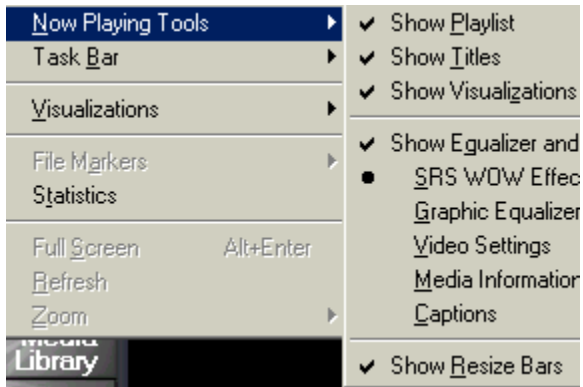 Now Playing Tools
Task Bar
Visualizations
File Markers
Statistics
Full Screen Alt+Enter
Refresh
Zoom
Media
Library
Show Playlist
Show Titles
Show Visualizations
Show Equalizer and
SRS WOW Effec
Graphic Equalizer
Video Settings
Media Information
Captions
Show Resize Bars